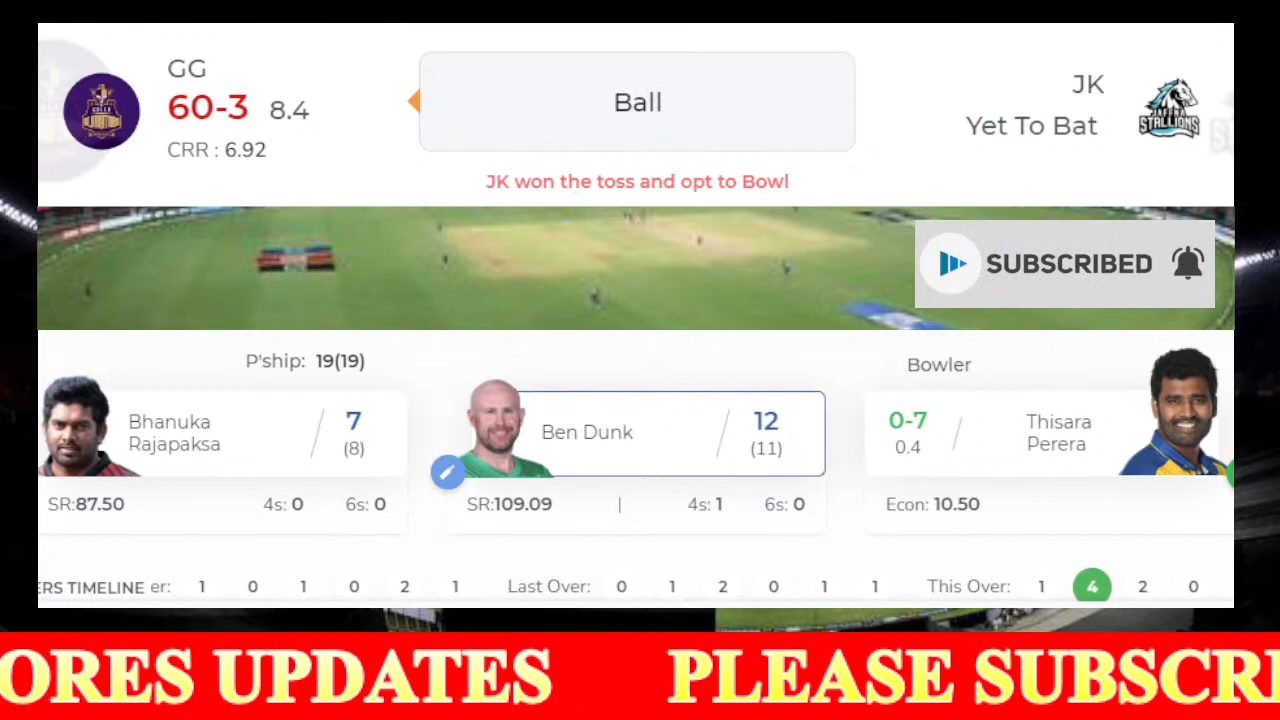 GG
60-3 8.4
CRR : 6.92
Ball
JK
Yet To Bat
STALLIONS
JK won the toss and opt to Bowl
SUBSCRIBED
P'ship: 19(19)
Bowler
Bhanuka
Rajapaksa
7
(8)
Ben Dunk
12
(11)
0-7
0.4
Thisara
Perera
SR:87.50 4s: 0 6s: 0
SR:109.09 | 4s: 1 6s: 0
Econ: 10.50
ERS TIMELINE er: 1 0 1 0 2 1 Last Over: 0 1 2 0 1 1 This Over: 1 4 2 0
ORES UPDATES PLEASE SUBSCRI